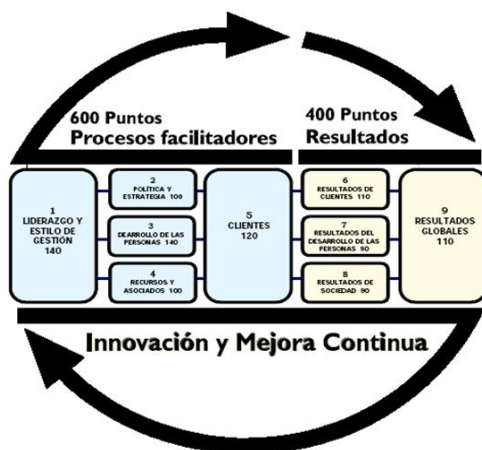 600 Puntos
Procesos facilitadores
400 Puntos
Resultados
1
LIDERAZGO Y
ESTILO DE
GESTIÓN
140
2
POLÍTICA Y
ESTRATEGIA 100
3
DESARROLLO DE LAS
PERSONAS 140
4
RECURSOS Y
ASOCIADOS 100
5
CLIENTES
120
6
RESULTADOS DE
CLIENTES 110
7
RESULTADOS DEL
DESARROLLO DE LAS
PERSONAS 90
8
RESULTADOS DE
SOCIEDAD 90
9
RESULTADOS
GLOBALES
110
Innovación y Mejora Continua